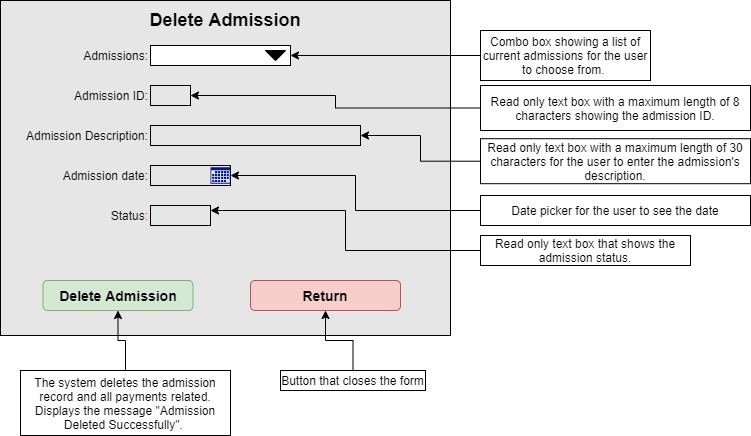 Delete Admission
Admissions:
Combo box showing a list of
current admissions for the user
to choose from.
Admission ID:
Read only text box with a maximum length of 8
characters showing the admission ID.
Admission Description:
Read only text box with a maximum length of 30
characters for the user to enter the admission's
description.
Admission date:
Date picker for the user to see the date
Status:
Read only text box that shows the
admission status.
Delete Admission
Return
The system deletes the admission
record and all payments related.
Displays the message "Admission
Deleted Successfully".
Button that closes the form